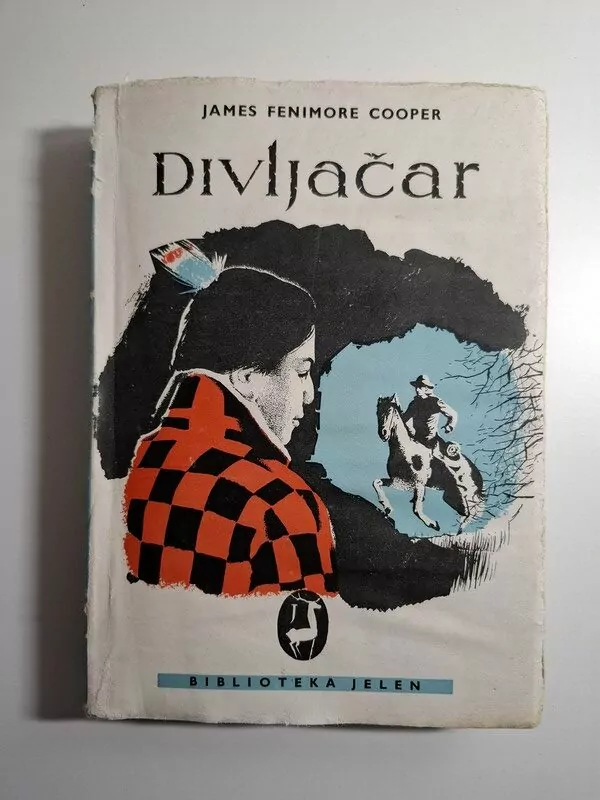 JAMES FENIMORE COOPER
Divljačar
BIBLIOTEKA JELEN